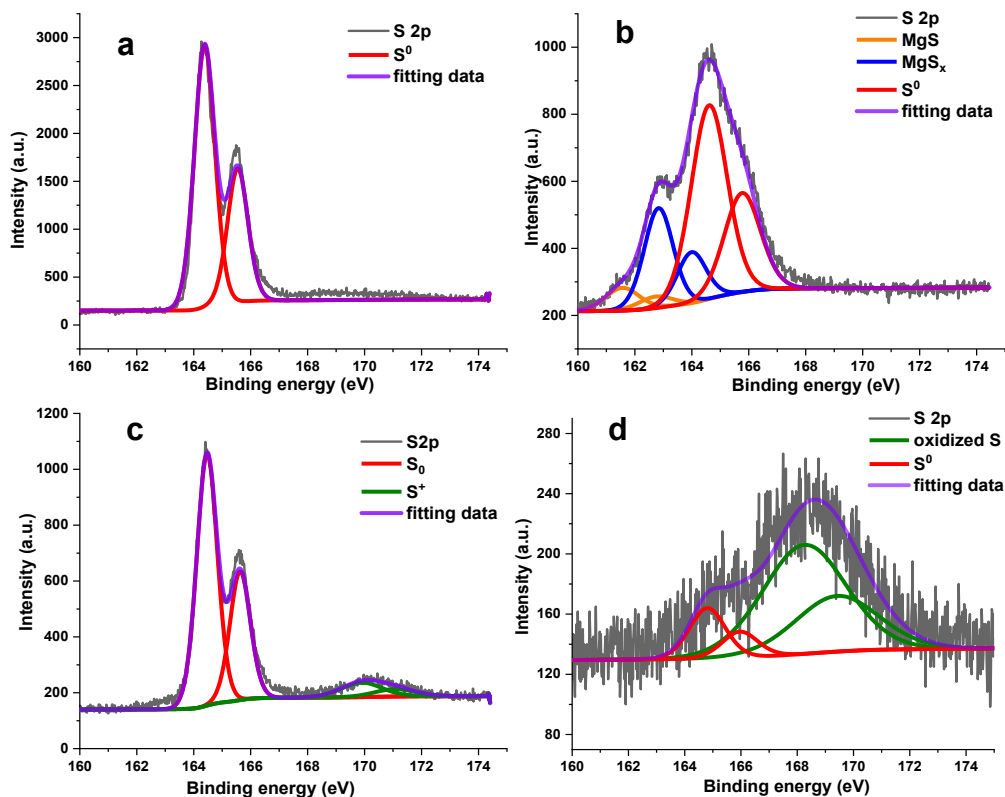 a
S 2p
S⁰
fitting data
Intensity (a.u.)
3000
2500
2000
1500
1000
500
0
160 162 164 166 168 170 172 174
Binding energy (eV)
b
S 2p
MgS
MgSₓ
S⁰
fitting data
Intensity (a.u.)
1000
800
600
400
200
160 162 164 166 168 170 172 174
Binding energy (eV)
c
S2p
S₀
S⁺
fitting data
Intensity (a.u.)
1200
1000
800
600
400
200
0
160 162 164 166 168 170 172 174
Binding energy (eV)
d
S 2p
oxidized S
S⁰
fitting data
Intensity (a.u.)
280
240
200
160
120
80
160 162 164 166 168 170 172 174
Binding energy (eV)